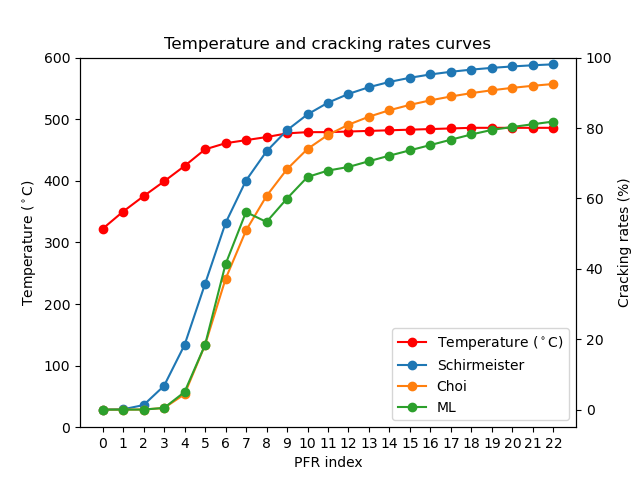 Temperature and cracking rates curves
600
500
400
300
200
100
0
Temperature (°C)
100
80
60
40
20
0
Cracking rates (%)
Temperature (°C)
Schirmeister
Choi
ML
0 1 2 3 4 5 6 7 8 9 10 11 12 13 14 15 16 17 18 19 20 21 22
PFR index